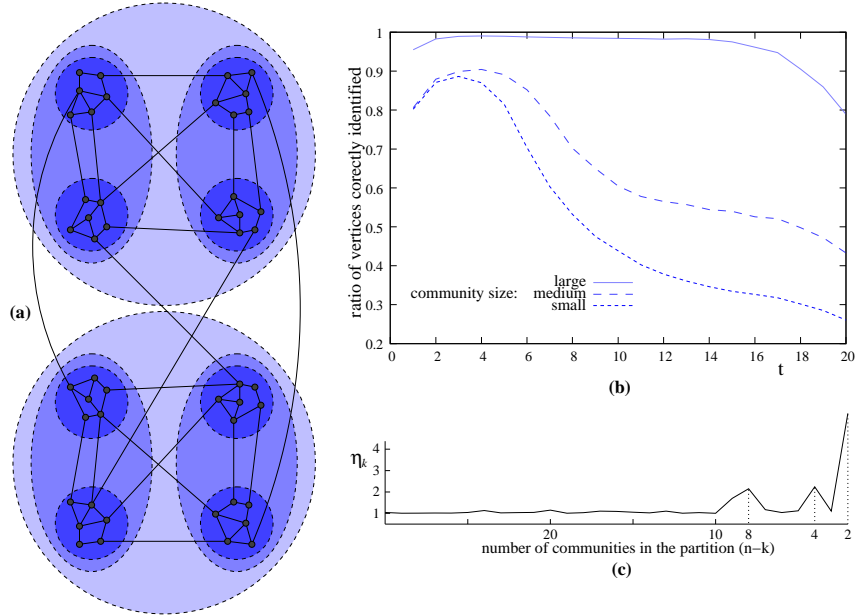 (a)
ratio of vertices corectly identified
1
0.9
0.8
0.7
0.6
0.5
0.4
0.3
0.2
0 2 4 6 8 10 12 14 16 18 20
t
community size:
large
medium
small
(b)
ηk
4
3
2
1
20 10 8 4 2
number of communities in the partition (n−k)
(c)